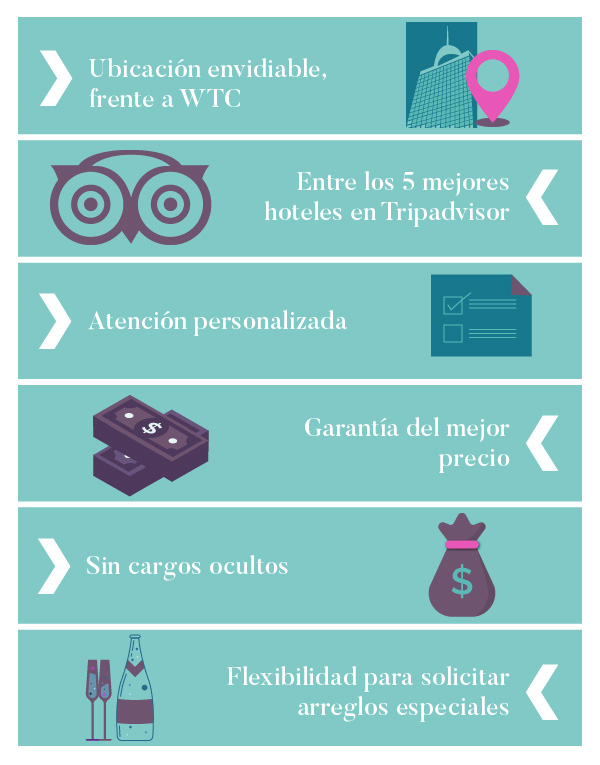 Ubicación envidiable,
frente a WTC
Entre los 5 mejores
hoteles en Tripadvisor
Atención personalizada
$
Garantía del mejor
precio
Sin cargos ocultos
$
Flexibilidad para solicitar
arreglos especiales